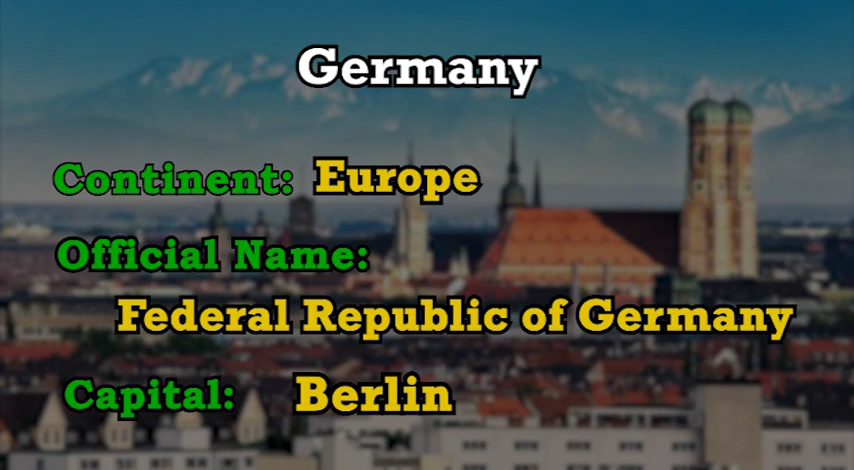 Germany
Continent: Europe
Official Name:
Federal Republic of Germany
Capital: Berlin